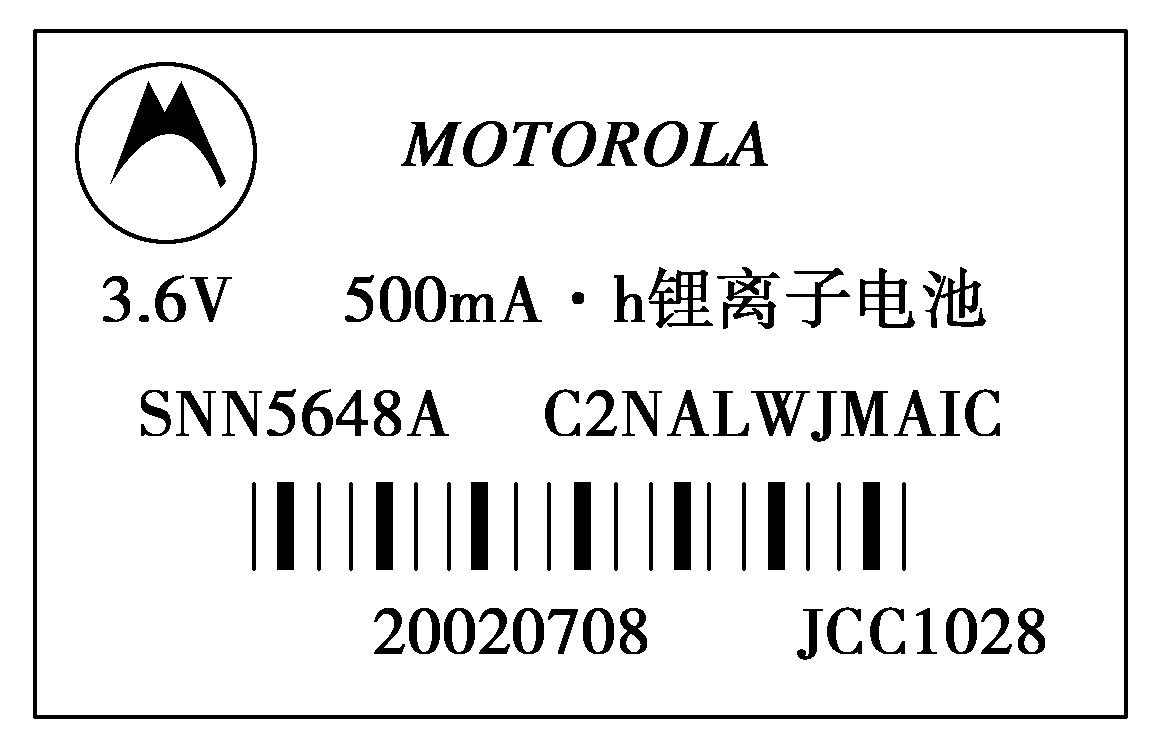 MOTOROLA
3.6V 500mA·h锂离子电池
SNN5648A C2NALWJMAIC
20020708 JCC1028